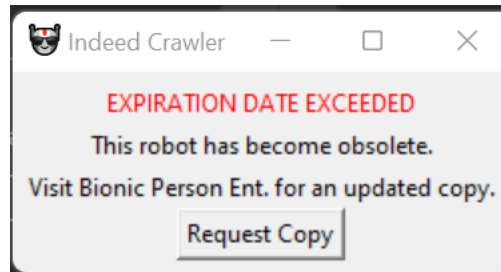 Indeed Crawler
EXPIRATION DATE EXCEEDED
This robot has become obsolete.
Visit Bionic Person Ent. for an updated copy.
Request Copy